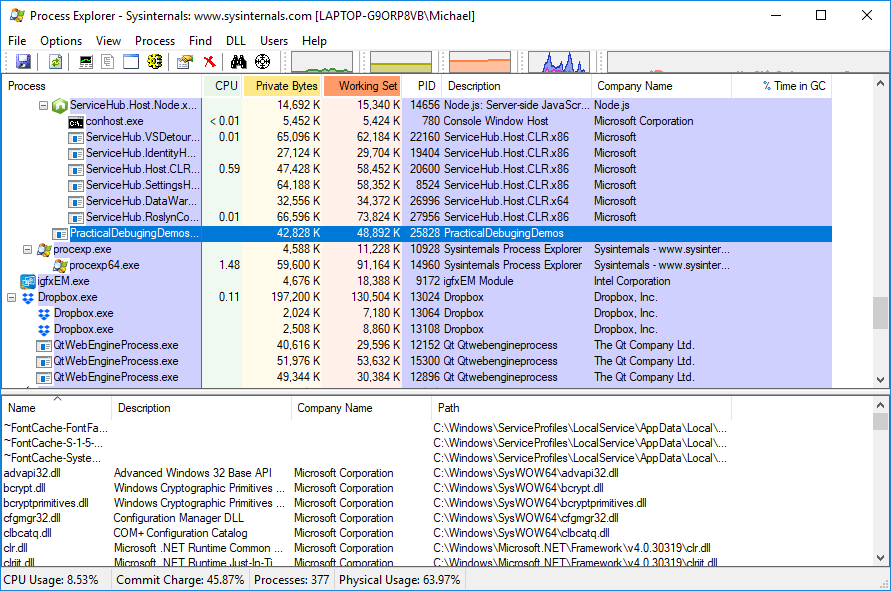 Process Explorer - Sysinternals: www.sysinternals.com [LAPTOP-G9ORP8VB\Michael]
File Options View Process Find DLL Users Help
Process CPU Private Bytes Working Set PID Description Company Name % Time in GC
ServiceHub.Host.Node.x... 14,692 K 15,340 K 14656 Node.js: Server-side JavaScr... Node.js
conhost.exe < 0.01 5,452 K 5,424 K 780 Console Window Host Microsoft Corporation
ServiceHub.VSDetour... 0.01 65,096 K 62,184 K 22160 ServiceHub.Host.CLR.x86 Microsoft
ServiceHub.IdentityH... 27,124 K 29,704 K 19404 ServiceHub.Host.CLR.x86 Microsoft
ServiceHub.Host.CLR... 0.59 47,428 K 58,452 K 20600 ServiceHub.Host.CLR.x86 Microsoft
ServiceHub.SettingsH... 64,188 K 58,352 K 8524 ServiceHub.Host.CLR.x86 Microsoft
ServiceHub.DataWar... 32,556 K 34,372 K 26996 ServiceHub.Host.CLR.x64 Microsoft
ServiceHub.RoslynCo... 0.01 66,596 K 73,824 K 27956 ServiceHub.Host.CLR.x86 Microsoft
PracticalDebugingDemos... 42,828 K 48,892 K 25828 PracticalDebugingDemos
procexp.exe 4,588 K 11,228 K 10928 Sysinternals Process Explorer Sysinternals - www.sysinter...
procexp64.exe 1.48 59,600 K 91,164 K 14960 Sysinternals Process Explorer Sysinternals - www.sysinter...
igfxEM.exe 4,676 K 18,388 K 9172 igfxEM Module Intel Corporation
Dropbox.exe 0.11 197,200 K 130,504 K 13024 Dropbox Dropbox, Inc.
Dropbox.exe 2,024 K 7,180 K 13064 Dropbox Dropbox, Inc.
Dropbox.exe 2,508 K 8,860 K 13108 Dropbox Dropbox, Inc.
QtWebEngineProcess.exe 40,616 K 29,596 K 12152 Qt Qtwebengineprocess The Qt Company Ltd.
QtWebEngineProcess.exe 51,976 K 53,632 K 15300 Qt Qtwebengineprocess The Qt Company Ltd.
QtWebEngineProcess.exe 49,344 K 30,384 K 12896 Qt Qtwebengineprocess The Qt Company Ltd.
Name Description Company Name Path
~FontCache-FontFa... C:\Windows\ServiceProfiles\LocalService\AppData\Local\...
~FontCache-S-1-5-... C:\Windows\ServiceProfiles\LocalService\AppData\Local\...
~FontCache-Syste... C:\Windows\ServiceProfiles\LocalService\AppData\Local\...
advapi32.dll Advanced Windows 32 Base API Microsoft Corporation C:\Windows\SysWOW64\advapi32.dll
bcrypt.dll Windows Cryptographic Primitives ... Microsoft Corporation C:\Windows\SysWOW64\bcrypt.dll
bcryptprimitives.dll Windows Cryptographic Primitives ... Microsoft Corporation C:\Windows\SysWOW64\bcryptprimitives.dll
cfgmgr32.dll Configuration Manager DLL Microsoft Corporation C:\Windows\SysWOW64\cfgmgr32.dll
clbcatq.dll COM+ Configuration Catalog Microsoft Corporation C:\Windows\SysWOW64\clbcatq.dll
clr.dll Microsoft .NET Runtime Common ... Microsoft Corporation C:\Windows\Microsoft.NET\Framework\v4.0.30319\clr.dll
clrjit.dll Microsoft .NET Runtime Just-In-Ti... Microsoft Corporation C:\Windows\Microsoft.NET\Framework\v4.0.30319\clrjit.dll
CPU Usage: 8.53% Commit Charge: 45.87% Processes: 377 Physical Usage: 63.97%